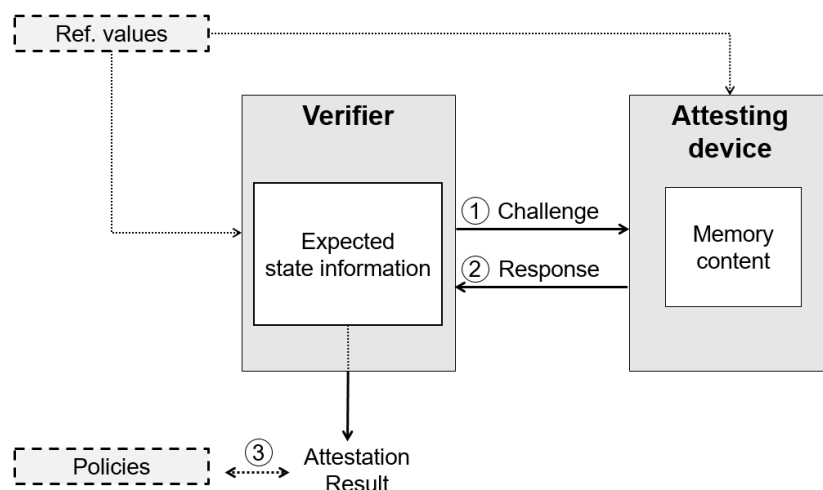 Ref. values
Verifier
Attesting
device
Expected
state information
① Challenge
② Response
Memory
content
Policies
③
Attestation
Result